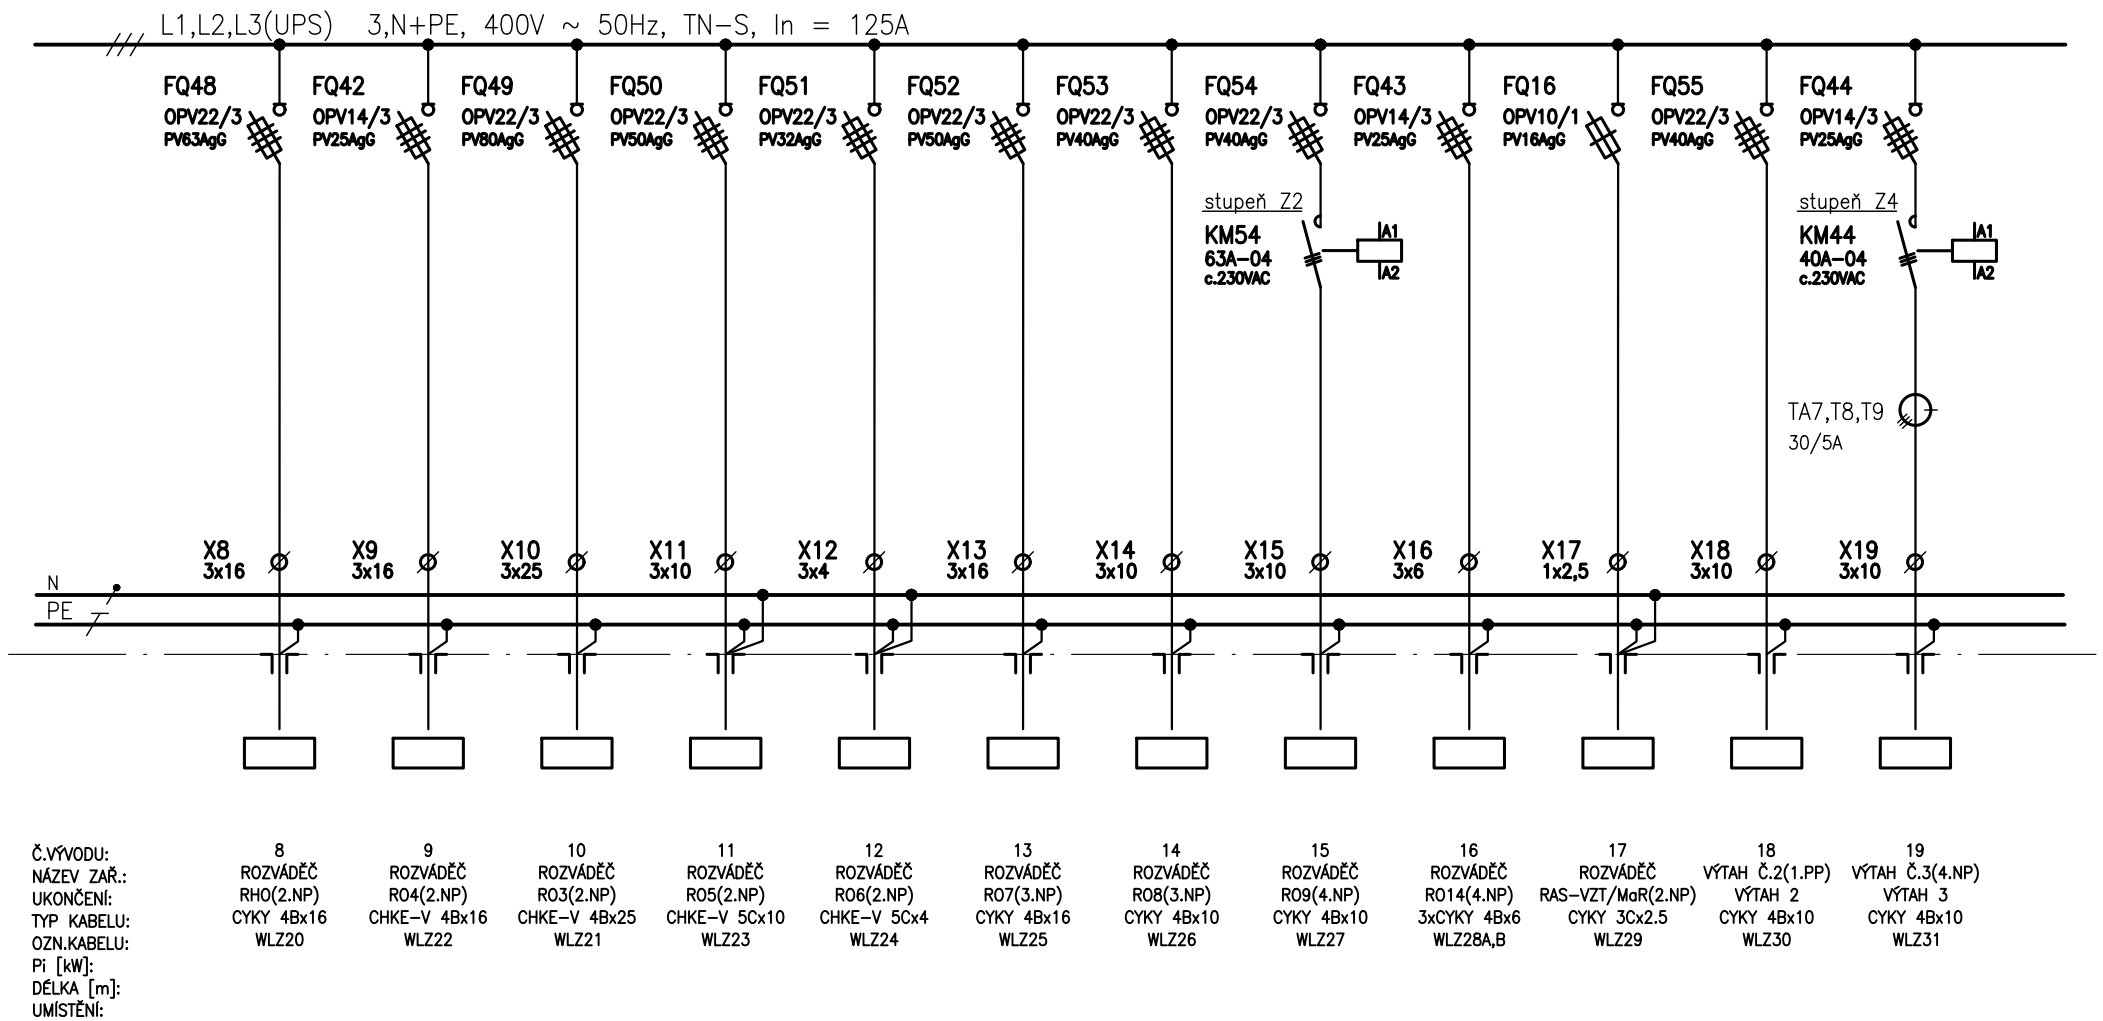 L1,L2,L3(UPS) 3,N+PE, 400V ~ 50Hz, TN-S, In = 125A
FQ48 FQ42 FQ49 FQ50 FQ51 FQ52 FQ53 FQ54 FQ43 FQ16 FQ55 FQ44
OPV22/3 OPV14/3 OPV22/3 OPV22/3 OPV22/3 OPV22/3 OPV22/3 OPV22/3 OPV14/3 OPV10/1 OPV22/3 OPV14/3
PV63AgG PV25AgG PV80AgG PV50AgG PV32AgG PV50AgG PV40AgG PV40AgG PV25AgG PV16AgG PV40AgG PV25AgG
stupeň Z2 stupeň Z4
KM54 A1 KM44 A1
63A-04 40A-04
c.230VAC A2 c.230VAC A2
TA7,T8,T9
30/5A
X8 X9 X10 X11 X12 X13 X14 X15 X16 X17 X18 X19
3x16 3x16 3x25 3x10 3x4 3x16 3x10 3x10 3x6 1x2,5 3x10 3x10
N
PE
Č.VÝVODU: 8 9 10 11 12 13 14 15 16 17 18 19
NÁZEV ZAŘ.: ROZVÁDĚČ ROZVÁDĚČ ROZVÁDĚČ ROZVÁDĚČ ROZVÁDĚČ ROZVÁDĚČ ROZVÁDĚČ ROZVÁDĚČ ROZVÁDĚČ ROZVÁDĚČ VÝTAH Č.2(1.PP) VÝTAH Č.3(4.NP)
UKONČENÍ: RH0(2.NP) RO4(2.NP) RO3(2.NP) RO5(2.NP) RO6(2.NP) RO7(3.NP) RO8(3.NP) RO9(4.NP) RO14(4.NP) RAS-VZT/MaR(2.NP) VÝTAH 2 VÝTAH 3
TYP KABELU: CYKY 4Bx16 CHKE-V 4Bx16 CHKE-V 4Bx25 CHKE-V 5Cx10 CHKE-V 5Cx4 CYKY 4Bx16 CYKY 4Bx10 CYKY 4Bx10 3xCYKY 4Bx6 CYKY 3Cx2.5 CYKY 4Bx10 CYKY 4Bx10
OZN.KABELU: WLZ20 WLZ22 WLZ21 WLZ23 WLZ24 WLZ25 WLZ26 WLZ27 WLZ28A,B WLZ29 WLZ30 WLZ31
Pi [kW]:
DÉLKA [m]:
UMÍSTĚNÍ: